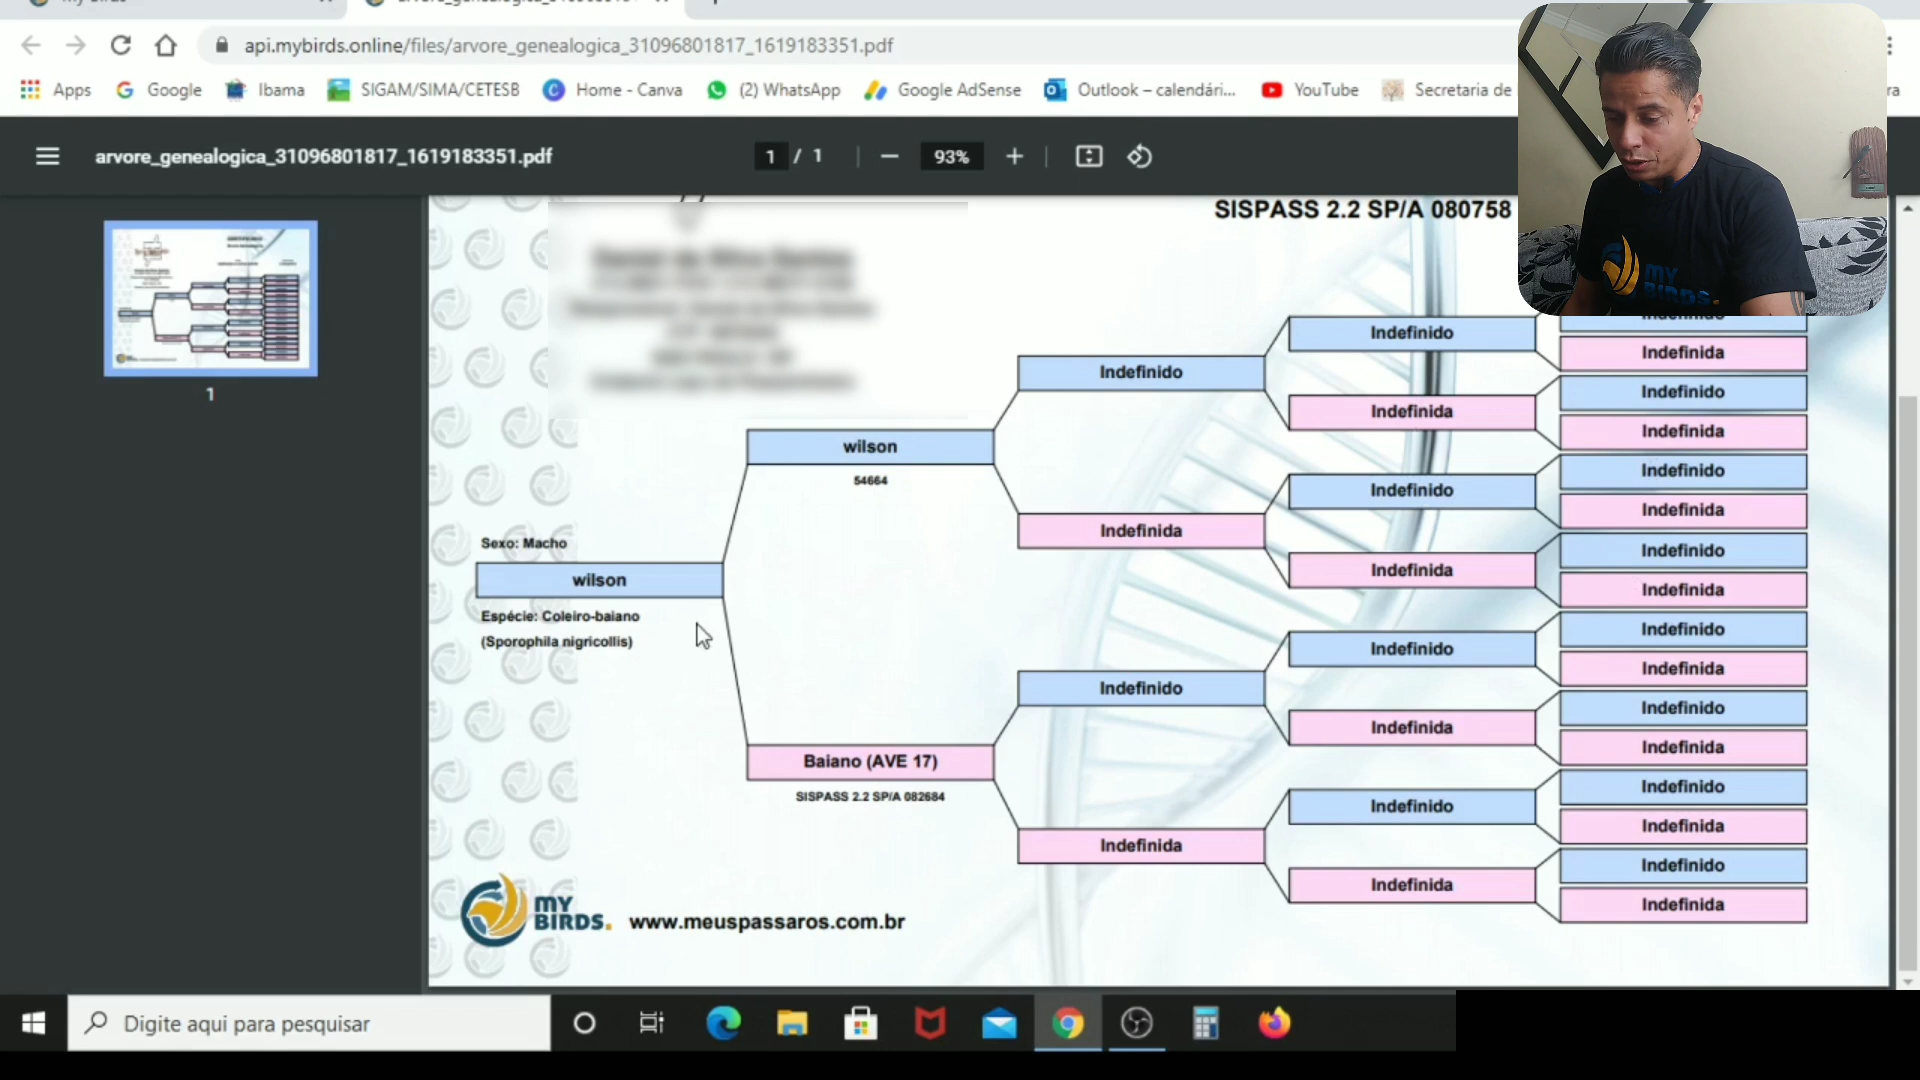 api.mybirds.online/files/arvore_genealogica_31096801817_1619183351.pdf
Apps
Google
Ibama
SIGAM/SIMA/CETESB
Home - Canva
(2) WhatsApp
Google AdSense
Outlook – calendári...
YouTube
Secretaria de
ra
arvore_genealogica_31096801817_1619183351.pdf
1 / 1
93%
SISPASS 2.2 SP/A 080758
1
Sexo: Macho
wilson
Espécie: Coleiro-baiano
(Sporophila nigricollis)
wilson
54664
Baiano (AVE 17)
SISPASS 2.2 SP/A 082684
Indefinido
Indefinida
Indefinido
Indefinida
Indefinido
Indefinida
Indefinido
Indefinida
Indefinido
Indefinida
Indefinido
Indefinida
Indefinida
Indefinido
Indefinida
Indefinido
Indefinida
Indefinido
Indefinida
Indefinido
Indefinida
Indefinido
Indefinida
Indefinido
Indefinida
Indefinido
Indefinida
MY
BIRDS.
www.meuspassaros.com.br
MY
BIRDS.
Digite aqui para pesquisar